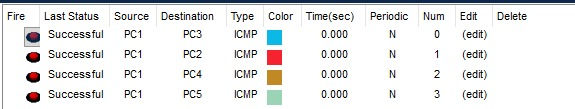 Fire Last Status Source Destination Type Color Time(sec) Periodic Num Edit Delete
Successful PC1 PC3 ICMP 0.000 N 0 (edit)
Successful PC1 PC2 ICMP 0.000 N 1 (edit)
Successful PC1 PC4 ICMP 0.000 N 2 (edit)
Successful PC1 PC5 ICMP 0.000 N 3 (edit)